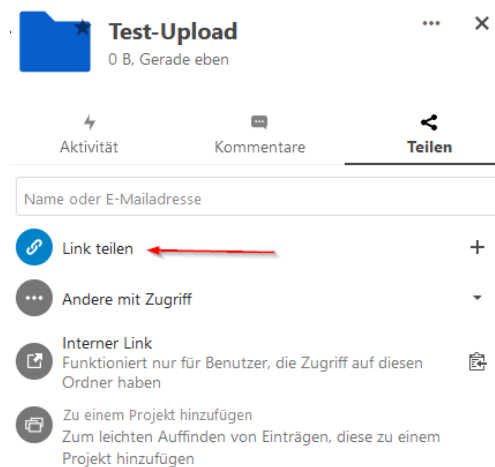 Test-Upload
0 B, Gerade eben
Aktivität
Kommentare
Teilen
Name oder E-Mailadresse
Link teilen
Andere mit Zugriff
Interner Link
Funktioniert nur für Benutzer, die Zugriff auf diesen
Ordner haben
Zu einem Projekt hinzufügen
Zum leichten Auffinden von Einträgen, diese zu einem
Projekt hinzufügen